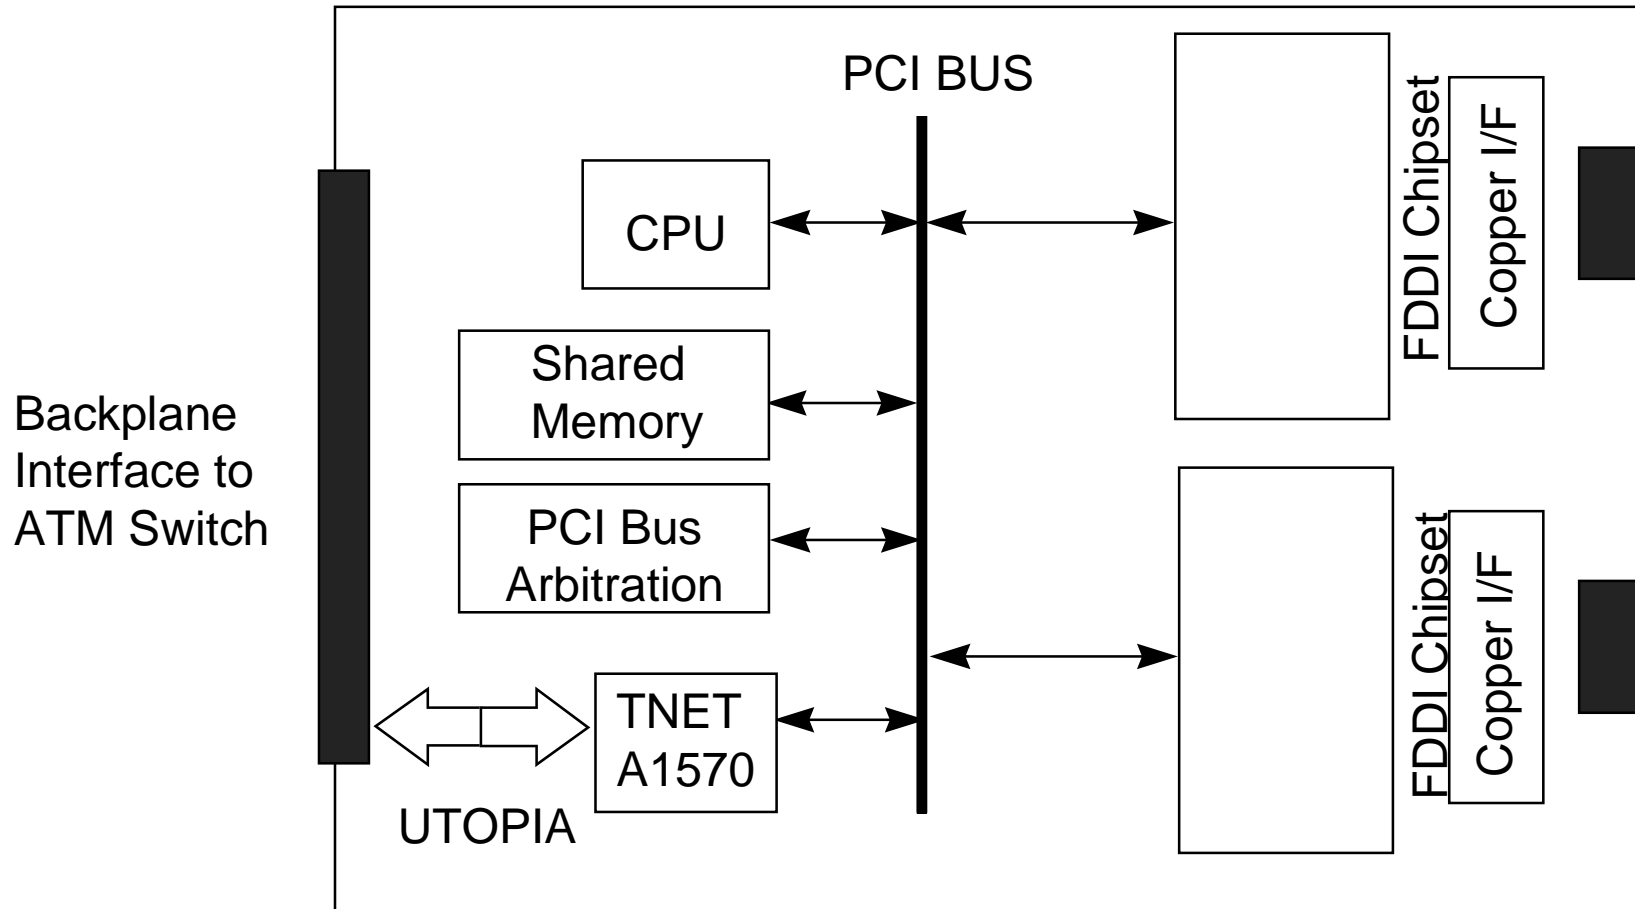 PCI BUS
CPU
FDDI Chipset
Copper I/F
Shared
Memory
Backplane
Interface to
ATM Switch
PCI Bus
Arbitration
FDDI Chipset
Copper I/F
TNET
A1570
UTOPIA